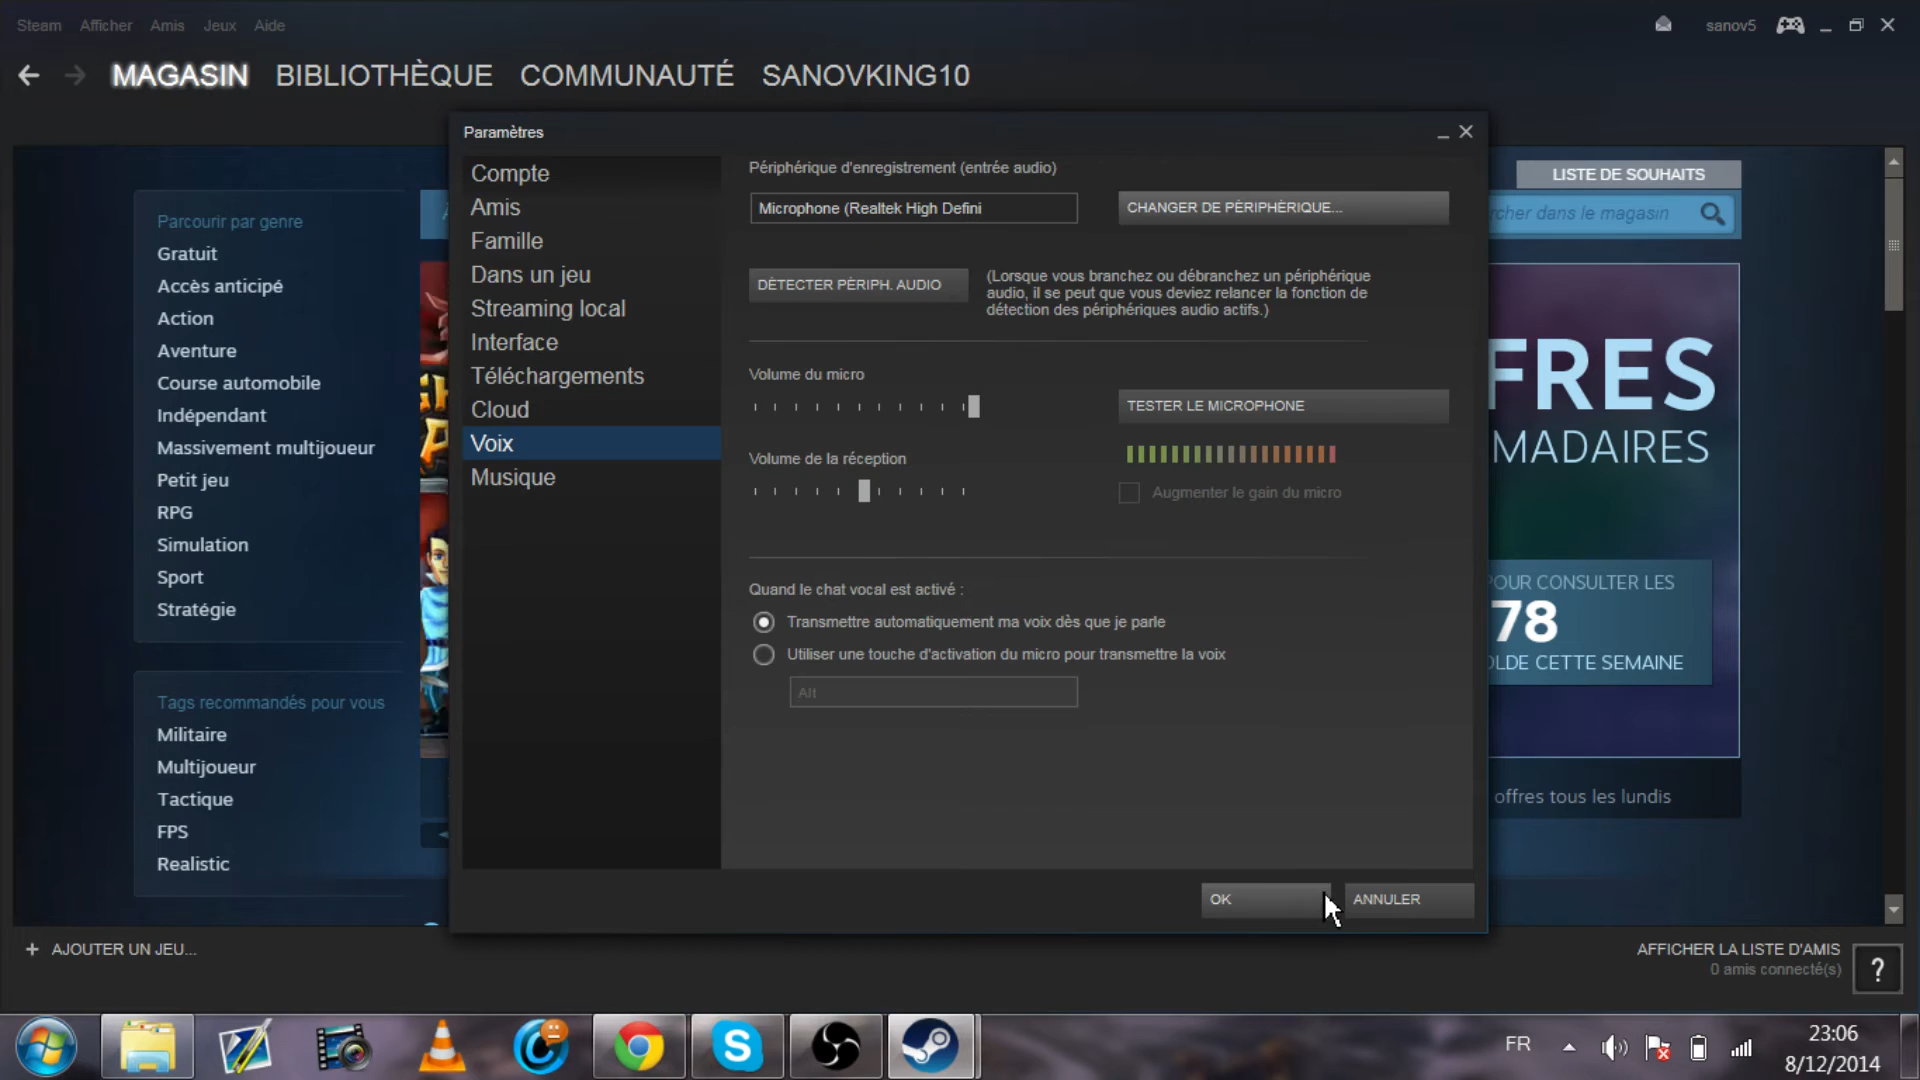 Steam Afficher Amis Jeux Aide
sanov5
MAGASIN BIBLIOTHÈQUE COMMUNAUTÉ SANOVKING10
Paramètres
Compte
Amis
Famille
Dans un jeu
Streaming local
Interface
Téléchargements
Cloud
Voix
Musique
Périphérique d'enregistrement (entrée audio)
Microphone (Realtek High Defini
CHANGER DE PÉRIPHÉRIQUE...
DÉTECTER PÉRIPH. AUDIO
(Lorsque vous branchez ou débranchez un périphérique
audio, il se peut que vous deviez relancer la fonction de
détection des périphériques audio actifs.)
Volume du micro
TESTER LE MICROPHONE
Volume de la réception
Augmenter le gain du micro
Quand le chat vocal est activé :
Transmettre automatiquement ma voix dès que je parle
Utiliser une touche d'activation du micro pour transmettre la voix
Alt
OK
ANNULER
Parcourir par genre
Gratuit
Accès anticipé
Action
Aventure
Course automobile
Indépendant
Massivement multijoueur
Petit jeu
RPG
Simulation
Sport
Stratégie
Tags recommandés pour vous
Militaire
Multijoueur
Tactique
FPS
Realistic
LISTE DE SOUHAITS
rcher dans le magasin
FRES
MADAIRES
POUR CONSULTER LES
78
OLDE CETTE SEMAINE
offres tous les lundis
+ AJOUTER UN JEU...
AFFICHER LA LISTE D'AMIS
0 amis connecté(s)
?
FR
23:06
8/12/2014